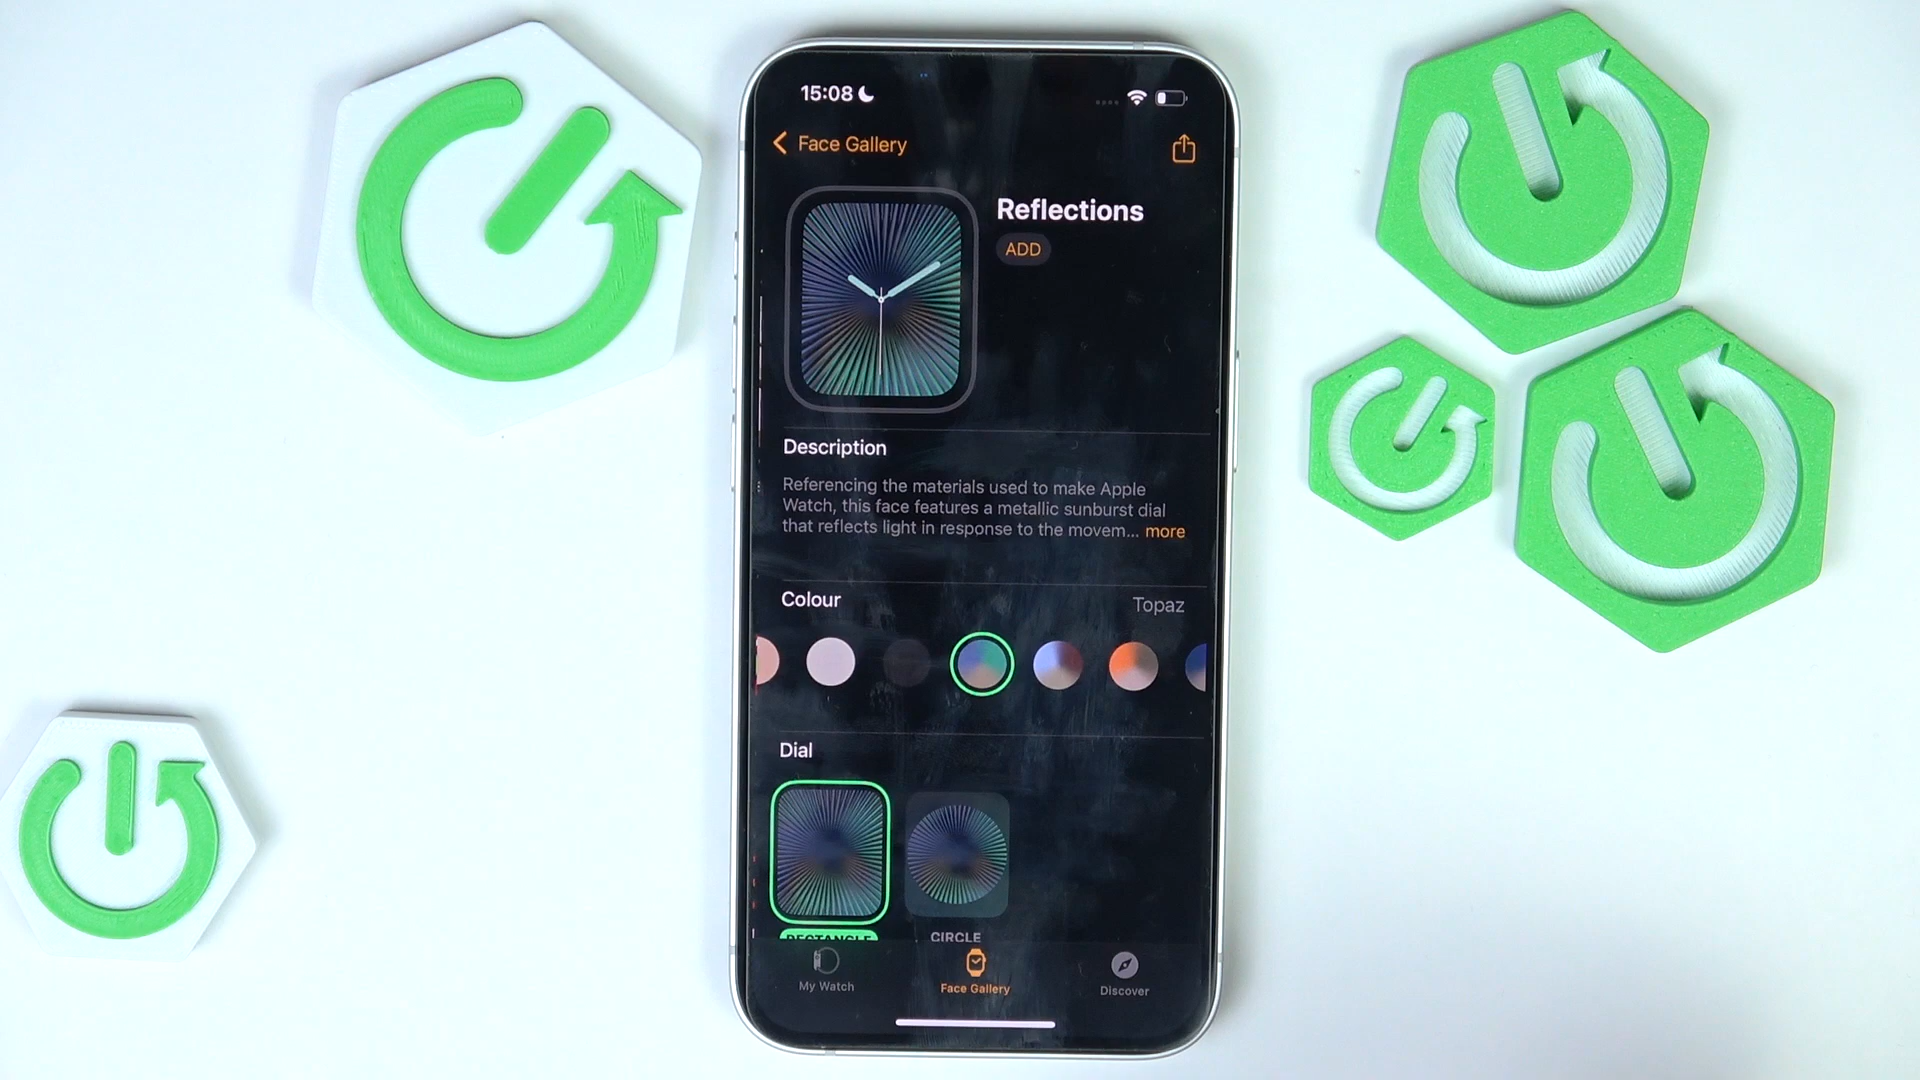 15:08
Face Gallery
Reflections
ADD
Description
Referencing the materials used to make Apple
Watch, this face features a metallic sunburst dial
that reflects light in response to the movem... more
Colour
Topaz
Dial
RECTANGLE
CIRCLE
My Watch
Face Gallery
Discover